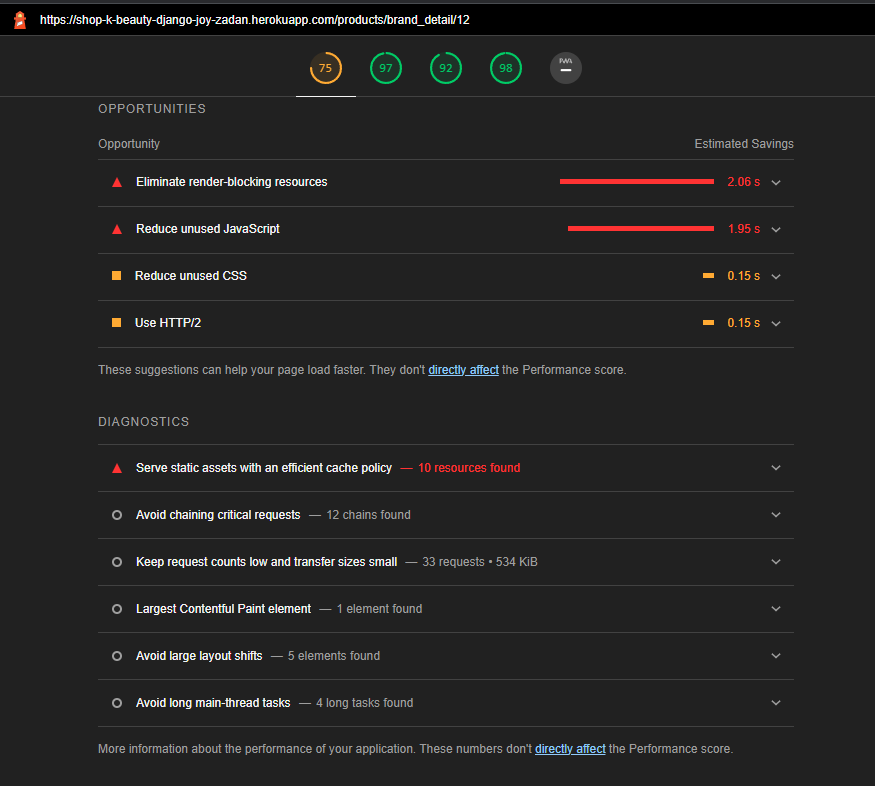 https://shop-k-beauty-django-joy-zadan.herokuapp.com/products/brand_detail/12
75 97 92 98 PWA
OPPORTUNITIES
Opportunity Estimated Savings
Eliminate render-blocking resources 2.06 s
Reduce unused JavaScript 1.95 s
Reduce unused CSS 0.15 s
Use HTTP/2 0.15 s
These suggestions can help your page load faster. They don't directly affect the Performance score.
DIAGNOSTICS
Serve static assets with an efficient cache policy — 10 resources found
Avoid chaining critical requests — 12 chains found
Keep request counts low and transfer sizes small — 33 requests • 534 KiB
Largest Contentful Paint element — 1 element found
Avoid large layout shifts — 5 elements found
Avoid long main-thread tasks — 4 long tasks found
More information about the performance of your application. These numbers don't directly affect the Performance score.